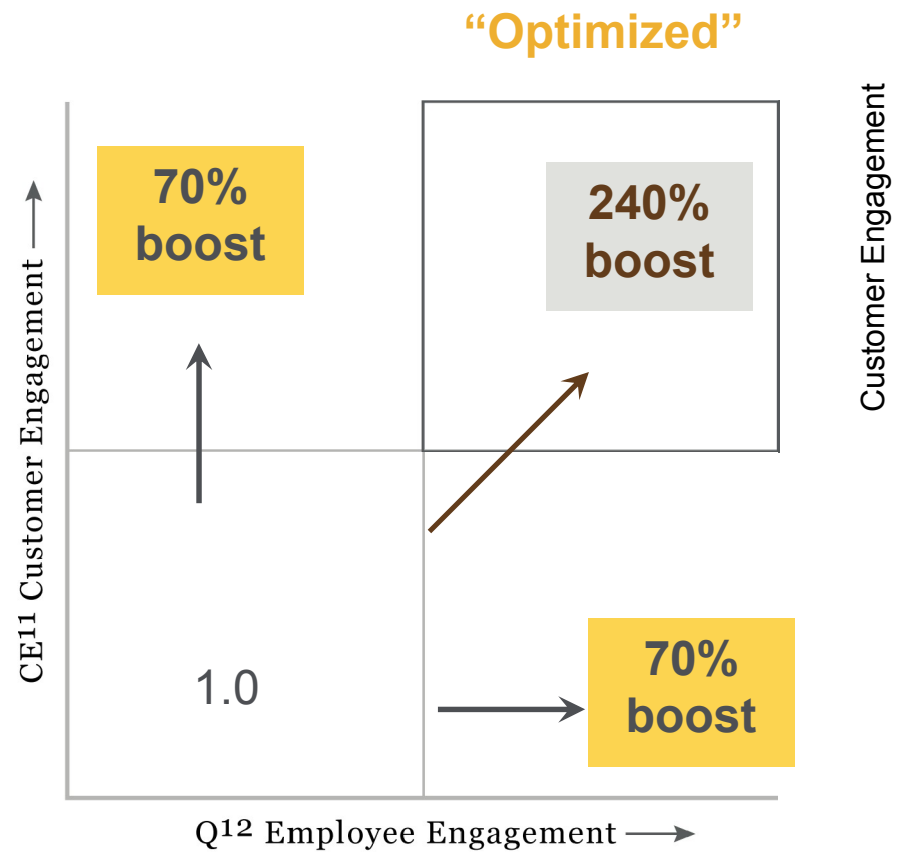 “Optimized”
70%
boost
240%
boost
Customer Engagement
CE¹¹ Customer Engagement
1.0
70%
boost
Q¹² Employee Engagement